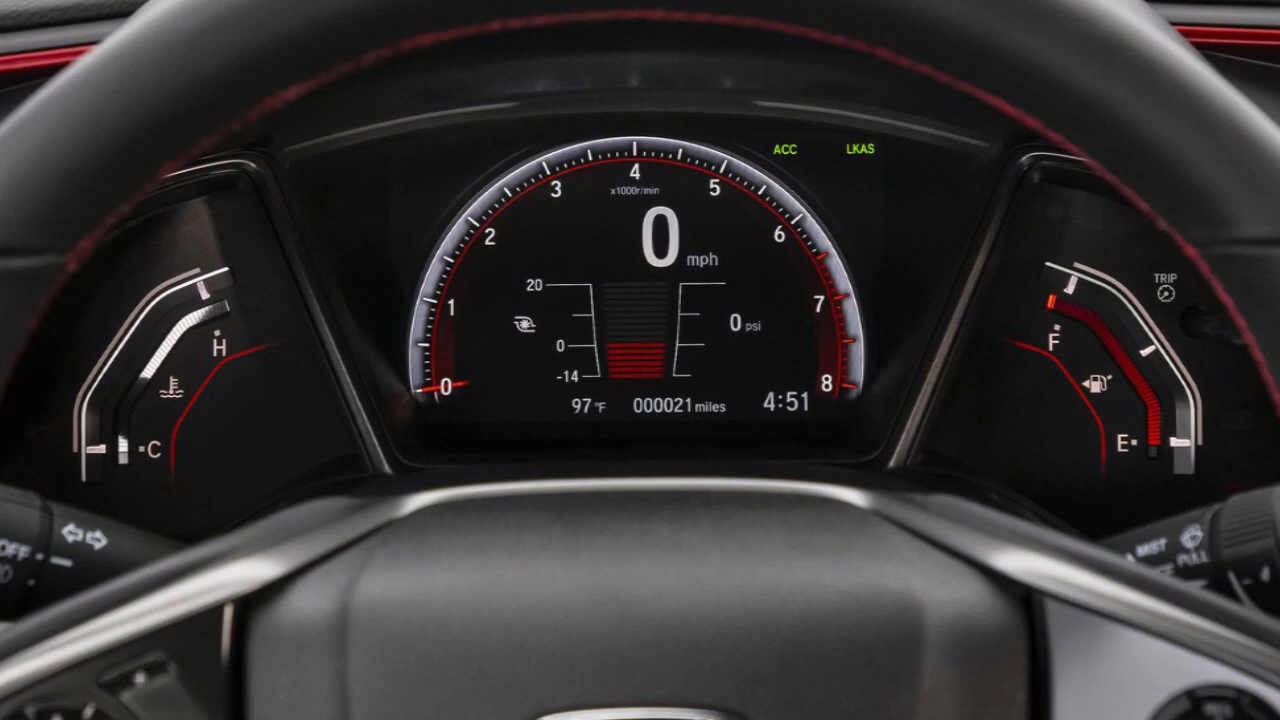 ACC LKAS
4
3 5
x1000r/min
2 6
0 mph
1 7
0 8
20
0
-14
0 psi
97 °F 000021 miles 4:51
H
C
TRIP
F
E
OFF
MIST
PULL